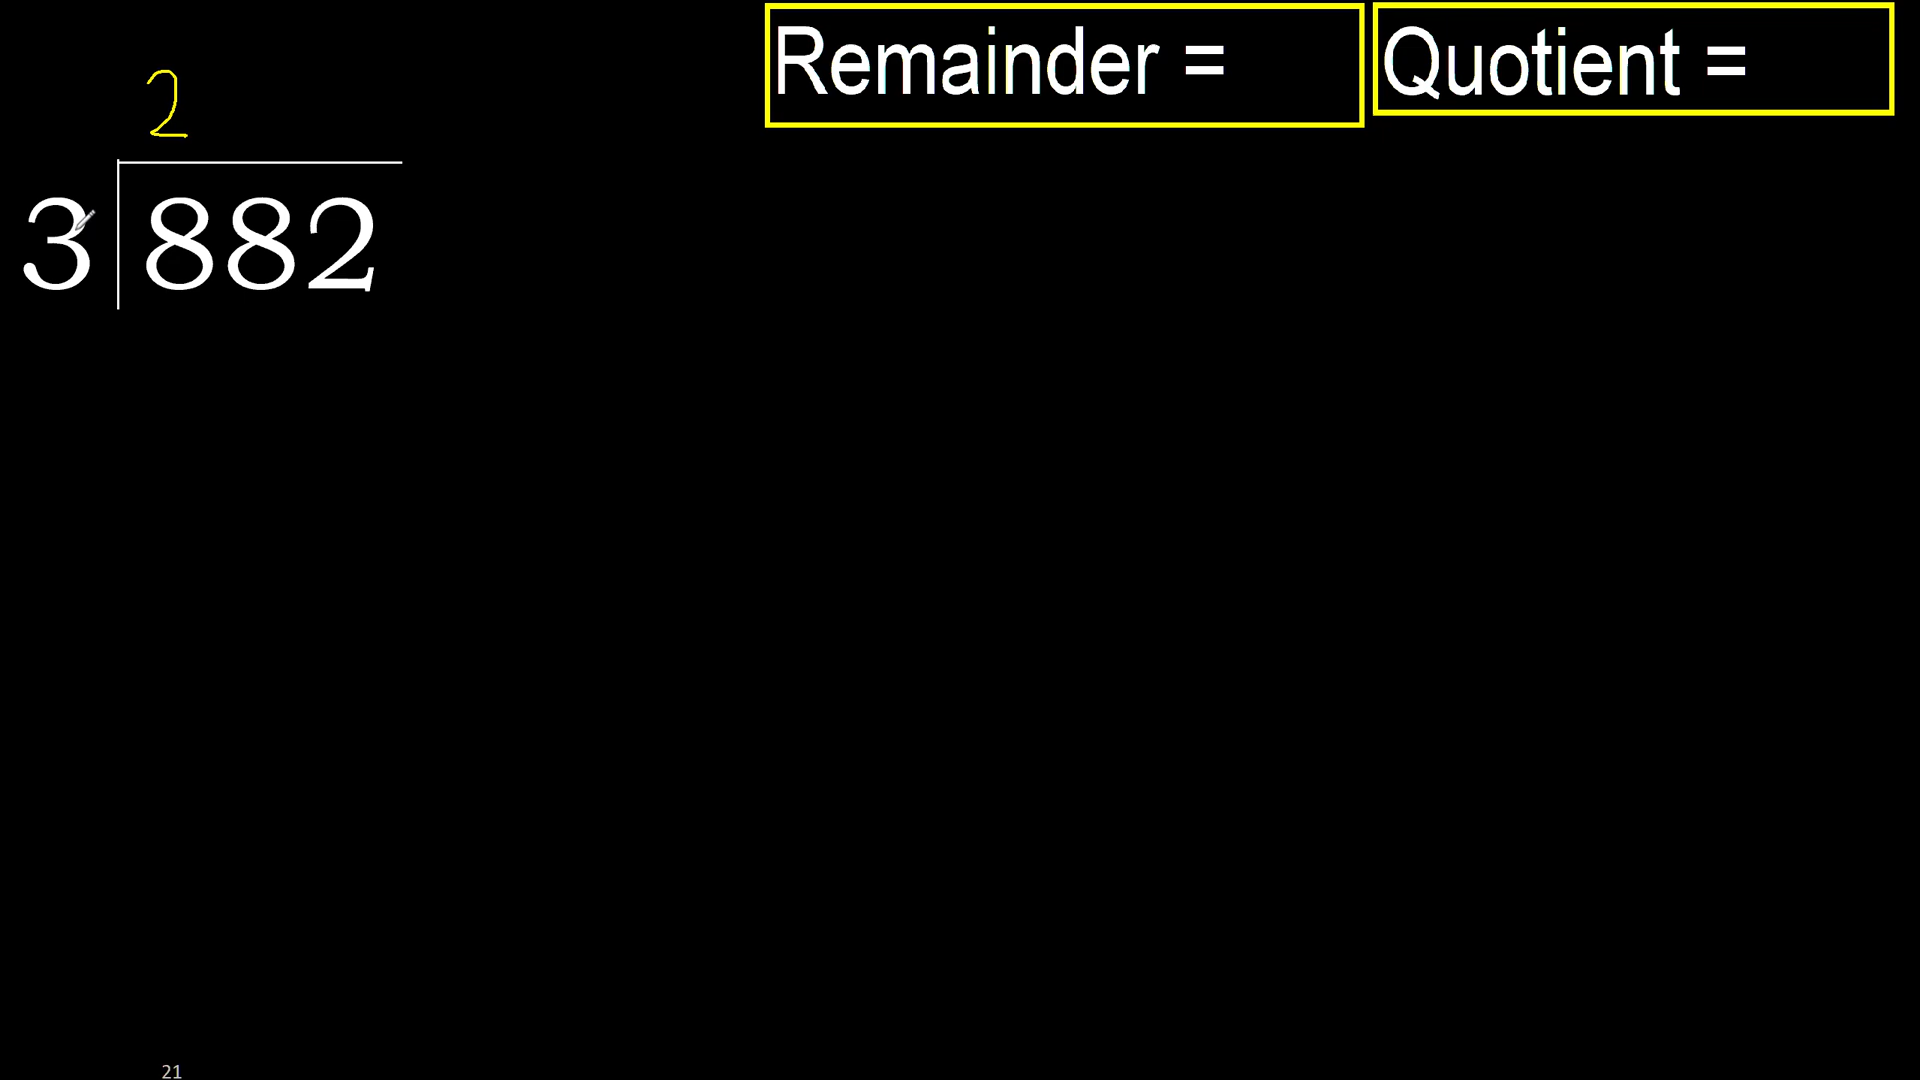 Remainder = Quotient =
2
3 882
21